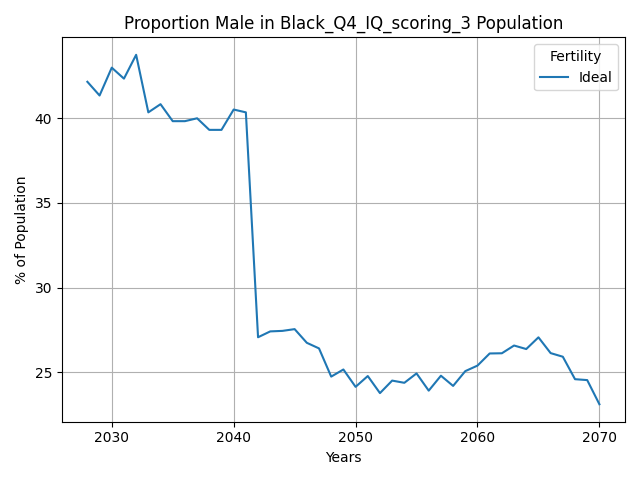 Proportion Male in Black_Q4_IQ_scoring_3 Population
Fertility
Ideal
% of Population
40
35
30
25
2030
2040
2050
2060
2070
Years